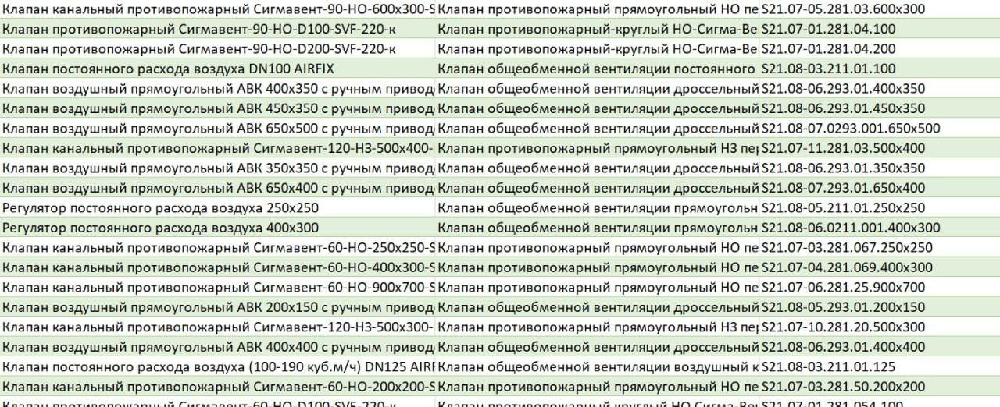 Клапан канальный противопожарный Сигмавент-90-НО-600х300-S Клапан противопожарный прямоугольный НО пе S21.07-05.281.03.600x300
Клапан противопожарный Сигмавент-90-НО-D100-SVF-220-к Клапан противопожарный-круглый НО-Сигма-Ве S21.07-01.281.04.100
Клапан противопожарный Сигмавент-90-НО-D200-SVF-220-к Клапан противопожарный-круглый НО-Сигма-Ве S21.07-01.281.04.200
Клапан постоянного расхода воздуха DN100 AIRFIX Клапан общеобменной вентиляции постоянного S21.08-03.211.01.100
Клапан воздушный прямоугольный АВК 400х350 с ручным привод Клапан общеобменной вентиляции дроссельный S21.08-06.293.01.400x350
Клапан воздушный прямоугольный АВК 450х350 с ручным привод Клапан общеобменной вентиляции дроссельный S21.08-06.293.01.450x350
Клапан воздушный прямоугольный АВК 650х500 с ручным привод Клапан общеобменной вентиляции дроссельный S21.08-07.0293.001.650x500
Клапан канальный противопожарный Сигмавент-120-НЗ-500х400- Клапан противопожарный прямоугольный НЗ пер S21.07-11.281.03.500x400
Клапан воздушный прямоугольный АВК 350х350 с ручным привод Клапан общеобменной вентиляции дроссельный S21.08-06.293.01.350x350
Клапан воздушный прямоугольный АВК 650х400 с ручным привод Клапан общеобменной вентиляции дроссельный S21.08-07.293.01.650x400
Регулятор постоянного расхода воздуха 250х250 Клапан общеобменной вентиляции прямоугольн S21.08-05.211.01.250x250
Регулятор постоянного расхода воздуха 400х300 Клапан общеобменной вентиляции прямоугольн S21.08-06.0211.001.400x300
Клапан канальный противопожарный Сигмавент-60-НО-250х250-S Клапан противопожарный прямоугольный НО пе S21.07-03.281.067.250x250
Клапан канальный противопожарный Сигмавент-60-НО-400х300-S Клапан противопожарный прямоугольный НО пе S21.07-04.281.069.400x300
Клапан канальный противопожарный Сигмавент-60-НО-900х700-S Клапан противопожарный прямоугольный НО пе S21.07-06.281.25.900x700
Клапан воздушный прямоугольный АВК 200х150 с ручным привод Клапан общеобменной вентиляции дроссельный S21.08-05.293.01.200x150
Клапан канальный противопожарный Сигмавент-120-НЗ-500х300- Клапан противопожарный прямоугольный НЗ пер S21.07-10.281.20.500x300
Клапан воздушный прямоугольный АВК 400х400 с ручным привод Клапан общеобменной вентиляции дроссельный S21.08-06.293.01.400x400
Клапан постоянного расхода воздуха (100-190 куб.м/ч) DN125 AIRF Клапан общеобменной вентиляции воздушный к S21.08-03.211.01.125
Клапан канальный противопожарный Сигмавент-60-НО-200х200-S Клапан противопожарный прямоугольный НО пе S21.07-03.281.50.200x200
Клапан противопожарный Сигмавент-60-НО-D100-SVF-220-к Клапан противопожарный-круглый НО-Сигма-Ве S21.07-01.281.054.100